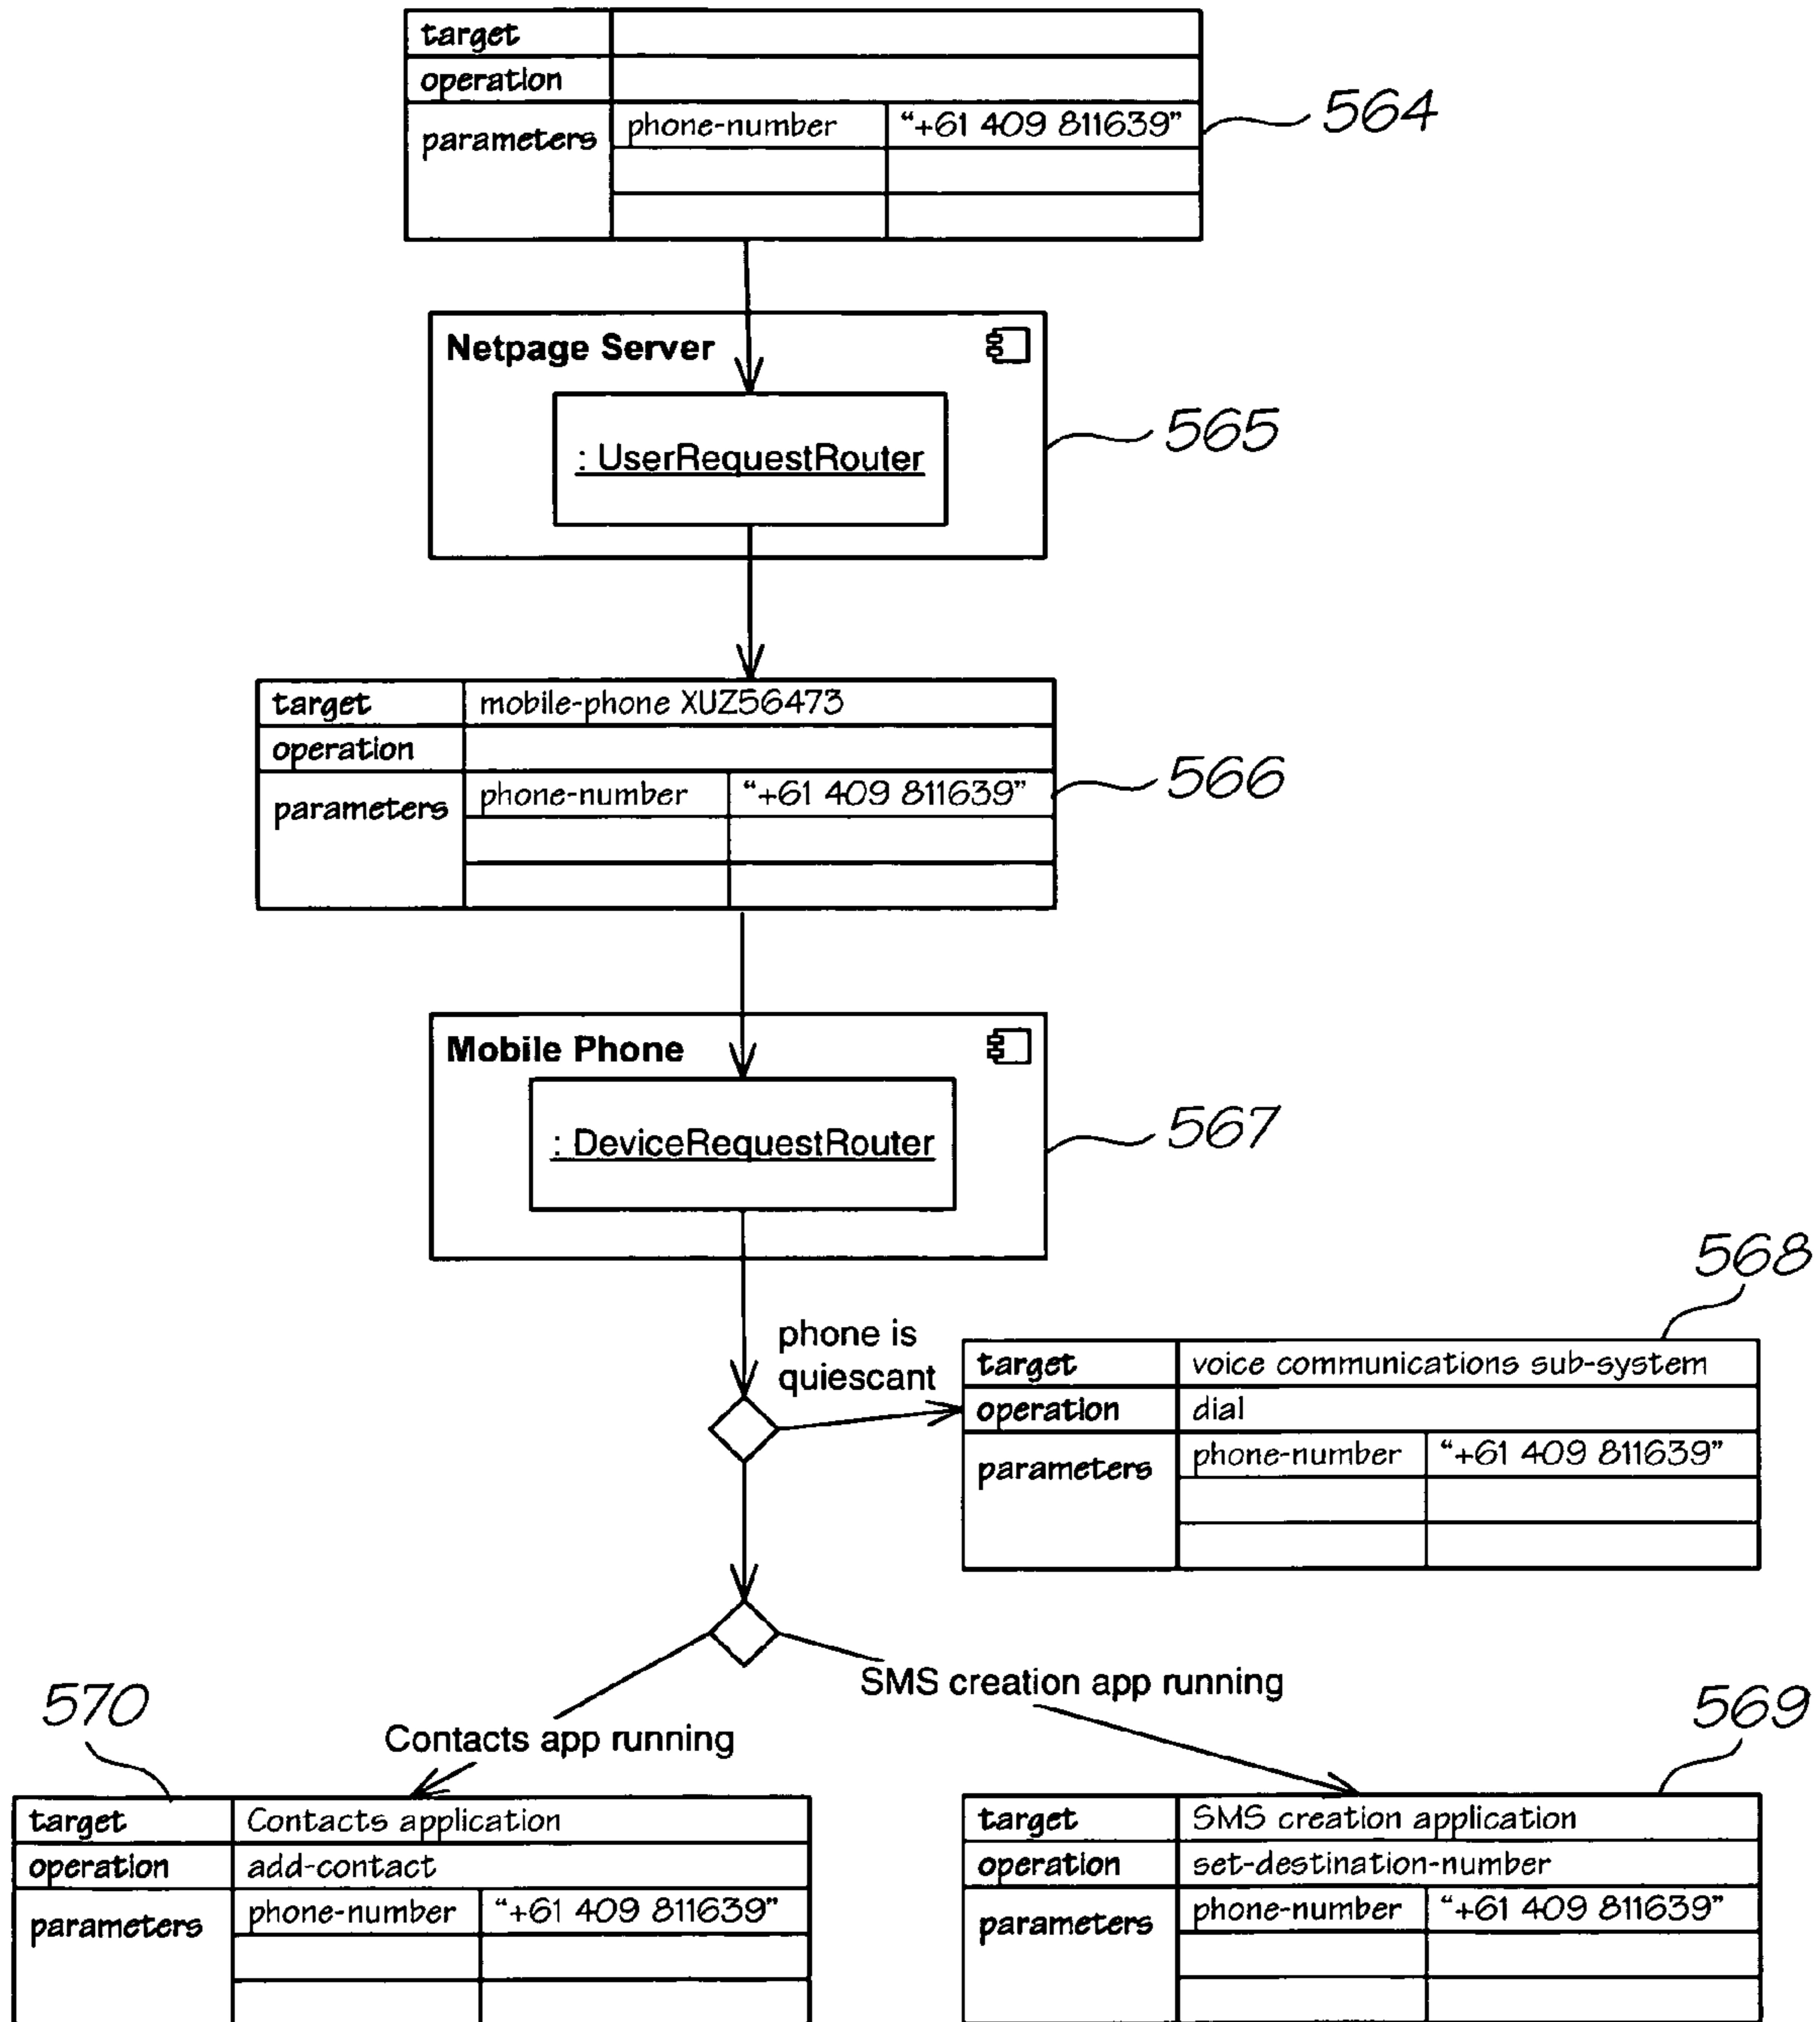 target
operation
parameters phone-number “+61 409 811639”
564
Netpage Server
: UserRequestRouter
565
target mobile-phone XUZ56473
operation
parameters phone-number “+61 409 811639”
566
Mobile Phone
: DeviceRequestRouter
567
568
phone is
quiescant
target voice communications sub-system
operation dial
parameters phone-number “+61 409 811639”
SMS creation app running
Contacts app running
570
target Contacts application
operation add-contact
parameters phone-number “+61 409 811639”
569
target SMS creation application
operation set-destination-number
parameters phone-number “+61 409 811639”